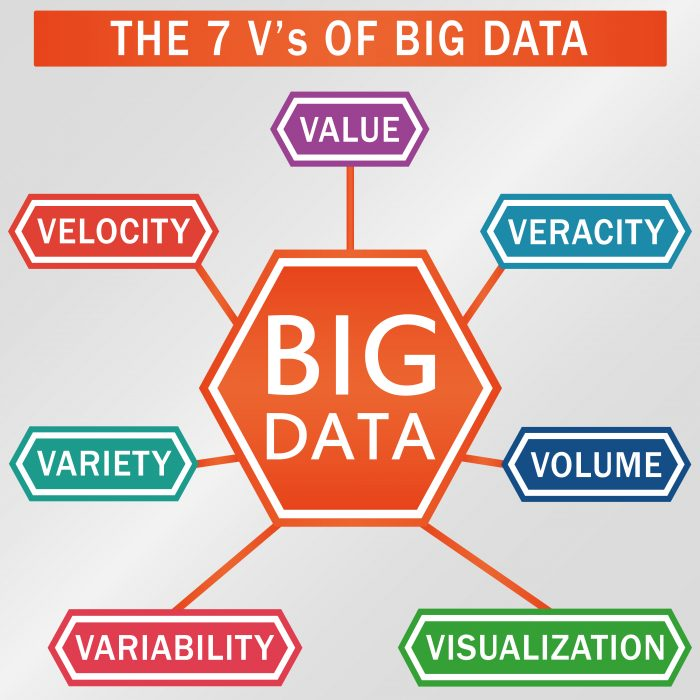 THE 7 V's OF BIG DATA
VALUE
VELOCITY
VERACITY
BIG
DATA
VARIETY
VOLUME
VARIABILITY
VISUALIZATION